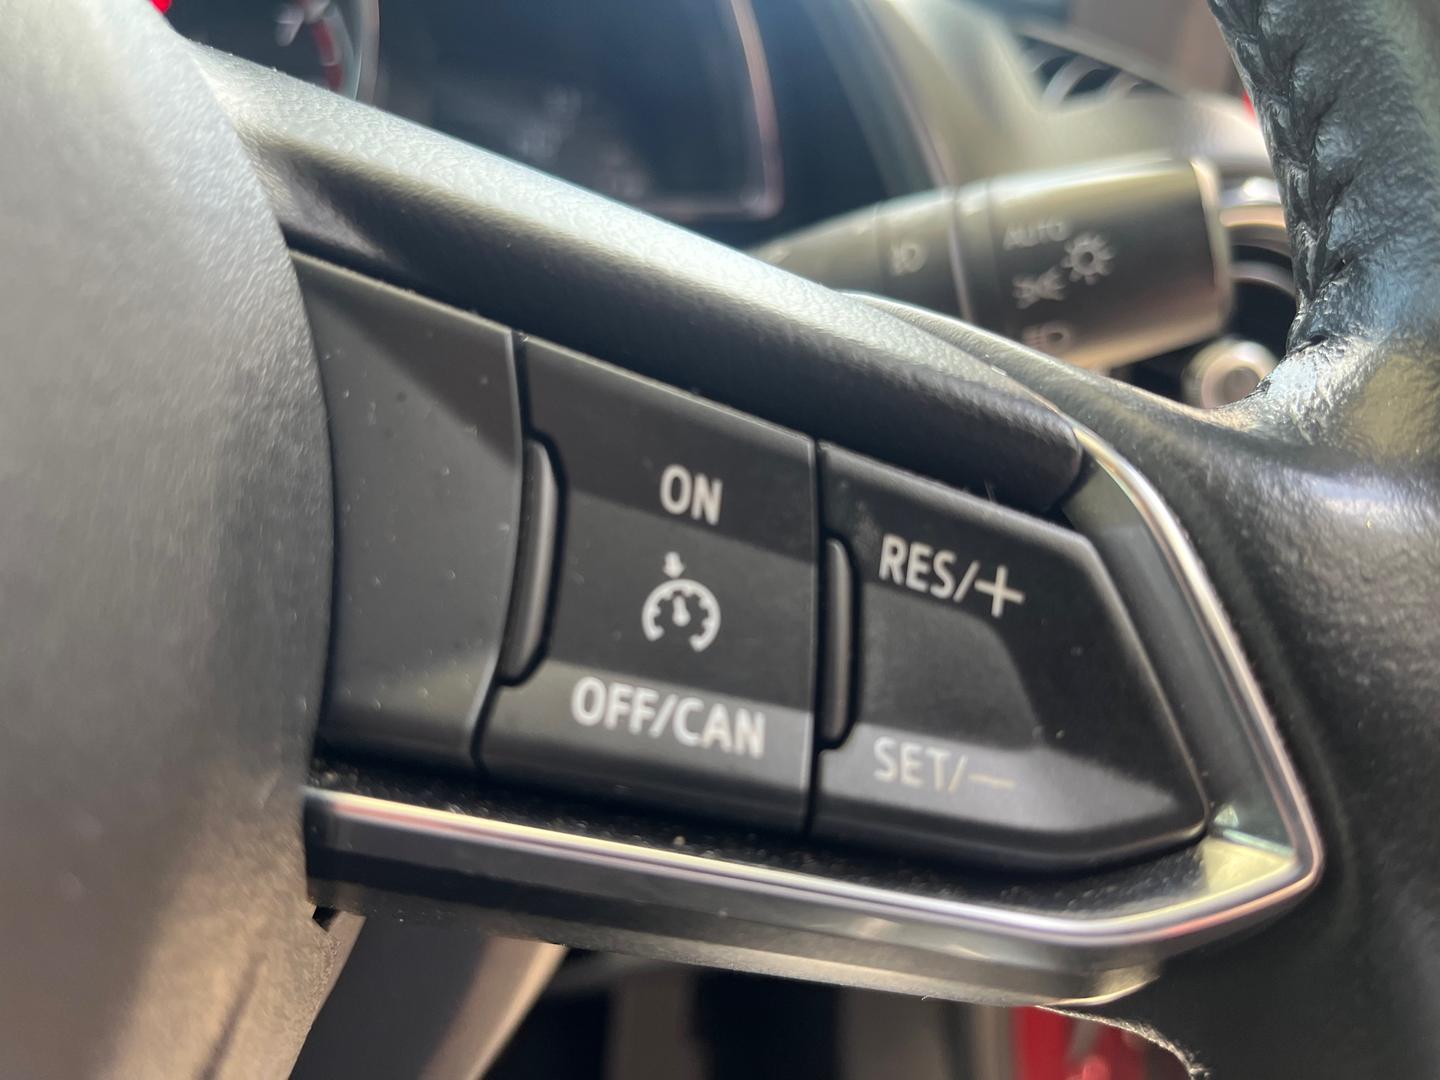 AUTO
ON
RES/+
OFF/CAN
SET/—